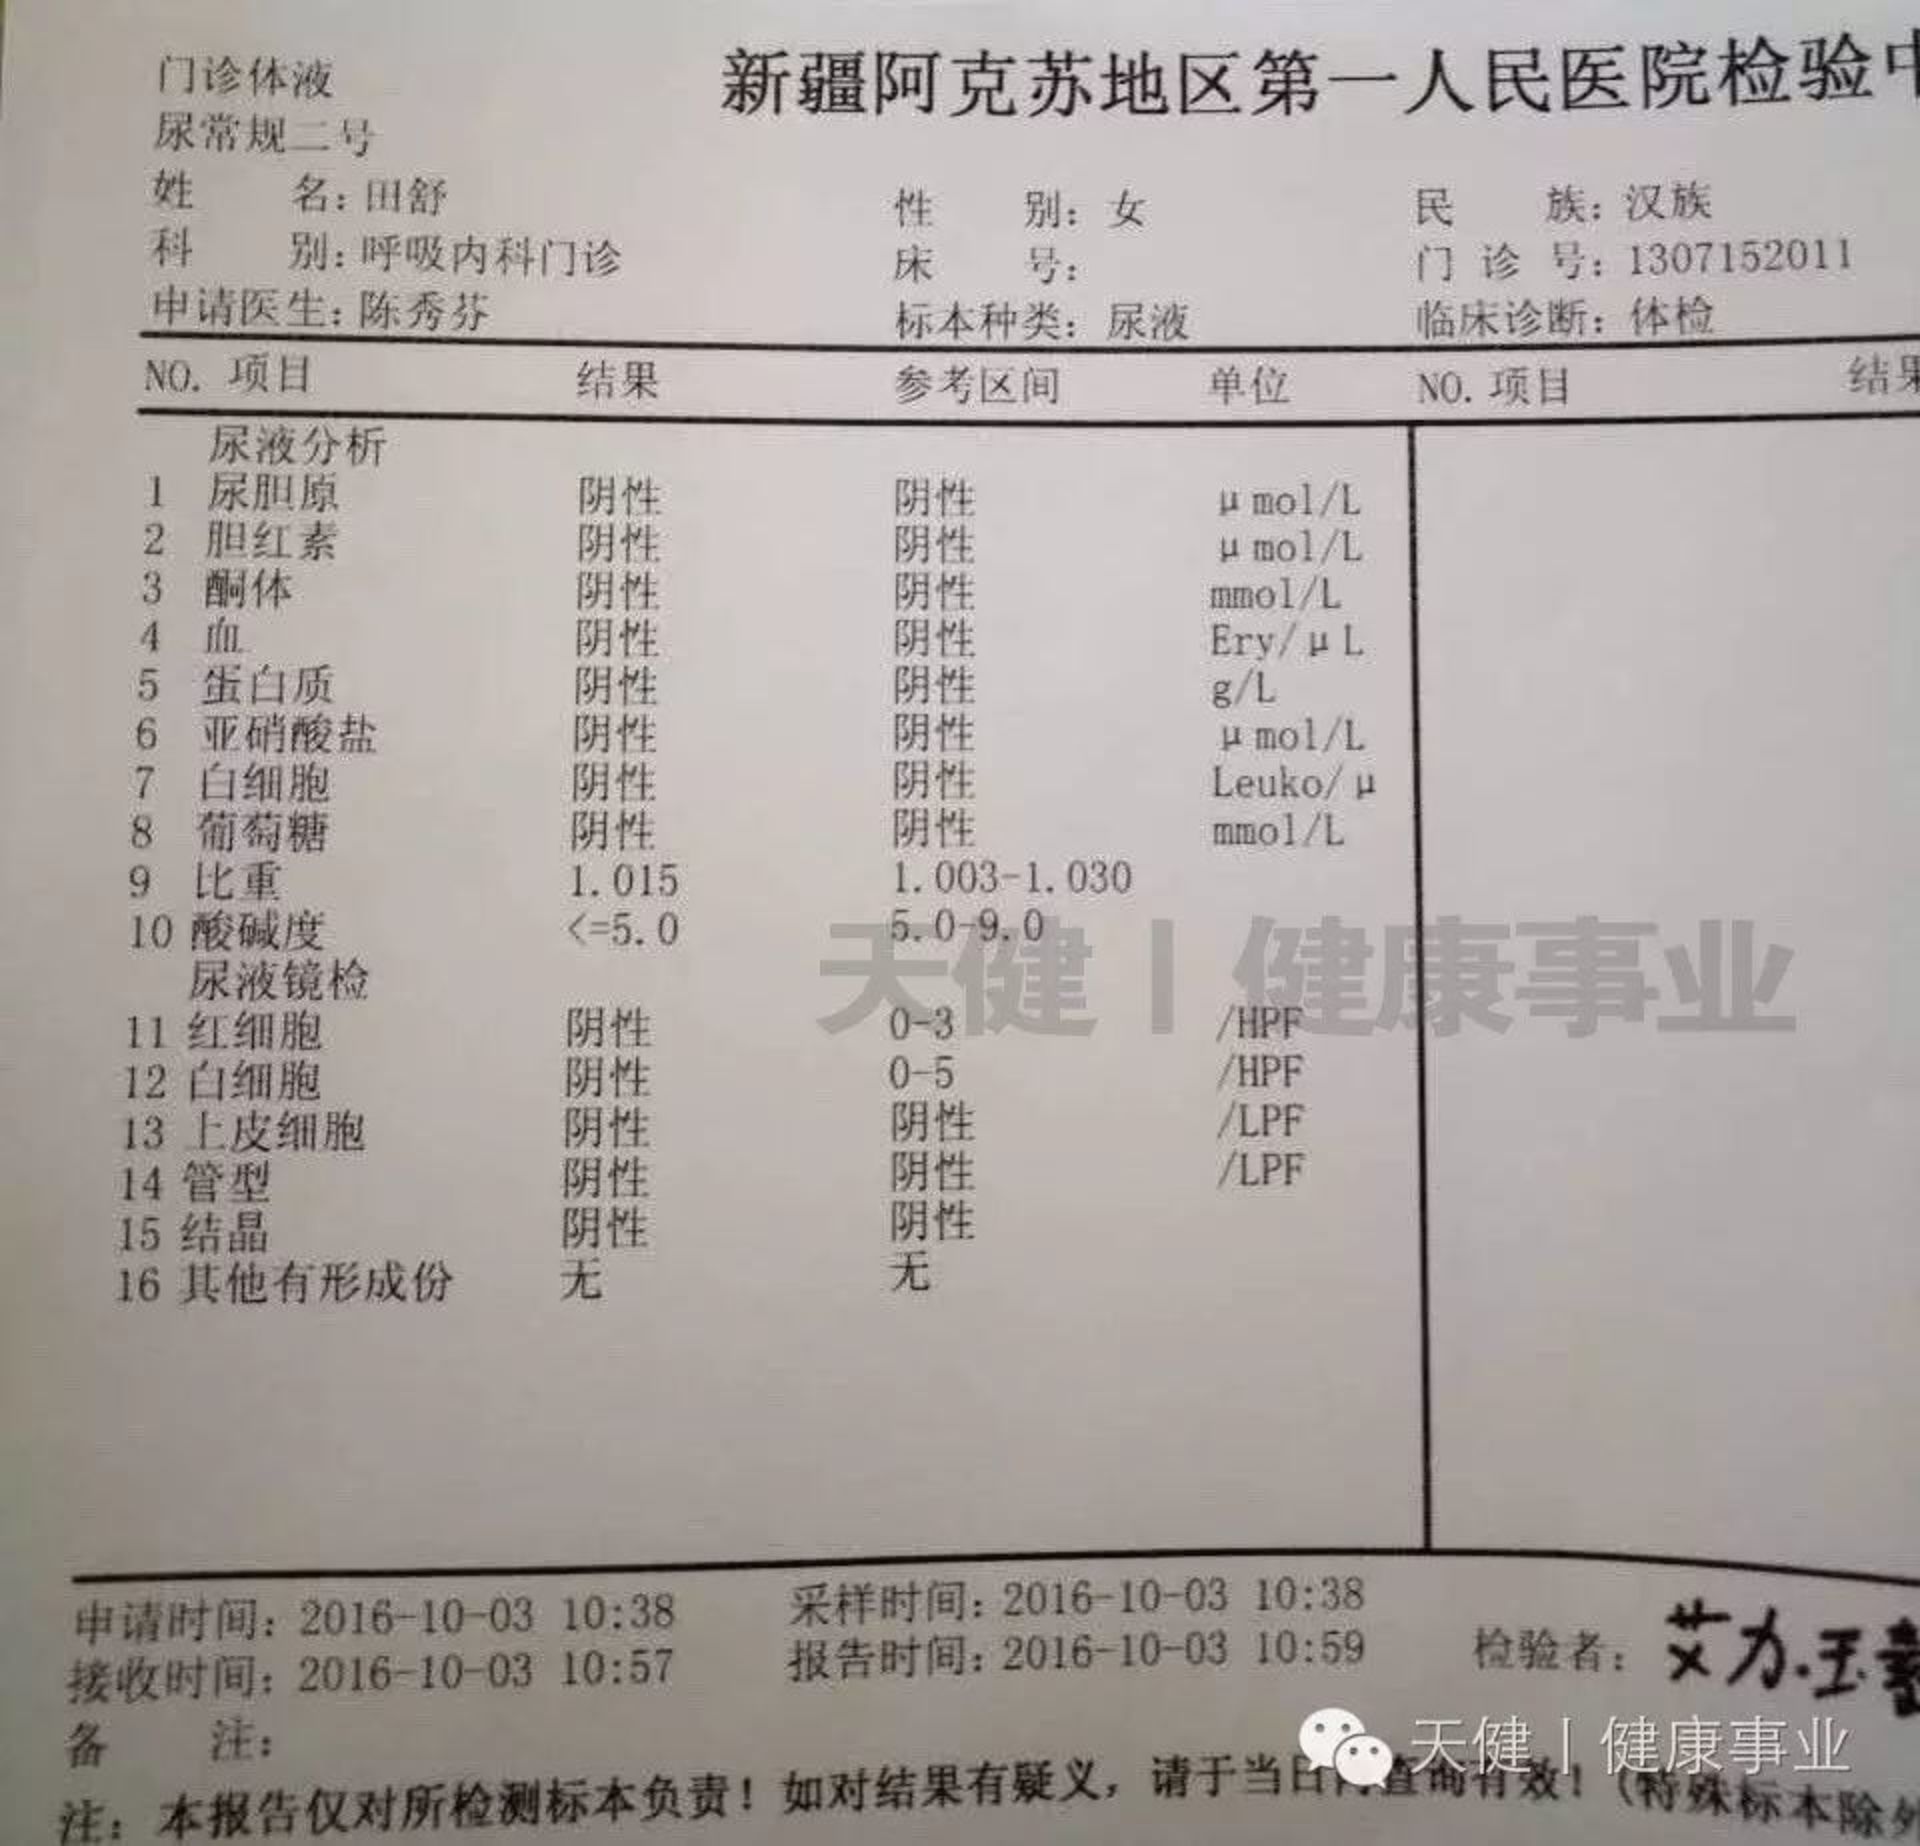 门诊体液
新疆阿克苏地区第一人民医院检验中
尿常规二号
姓 名：田舒 性 别：女 民 族：汉族
科 别：呼吸内科门诊 床 号： 门 诊 号：1307152011
申请医生：陈秀芬 标本种类：尿液 临床诊断：体检
NO. 项目 结果 参考区间 单位 NO. 项目 结果
尿液分析
1 尿胆原 阴性 阴性 μmol/L
2 胆红素 阴性 阴性 μmol/L
3 酮体 阴性 阴性 mmol/L
4 血 阴性 阴性 Ery/μL
5 蛋白质 阴性 阴性 g/L
6 亚硝酸盐 阴性 阴性 μmol/L
7 白细胞 阴性 阴性 Leuko/μ
8 葡萄糖 阴性 阴性 mmol/L
9 比重 1.015 1.003-1.030
10 酸碱度 <=5.0 5.0-9.0
天健丨健康事业
尿液镜检
11 红细胞 阴性 0-3 /HPF
12 白细胞 阴性 0-5 /HPF
13 上皮细胞 阴性 阴性 /LPF
14 管型 阴性 阴性 /LPF
15 结晶 阴性 阴性
16 其他有形成份 无 无
申请时间：2016-10-03 10:38 采样时间：2016-10-03 10:38
接收时间：2016-10-03 10:57 报告时间：2016-10-03 10:59 检验者：艾力.玉
备 注：
天健丨健康事业
注：本报告仅对所检测标本负责！如对结果有疑义，请于当日内查询有效！（特殊标本除外